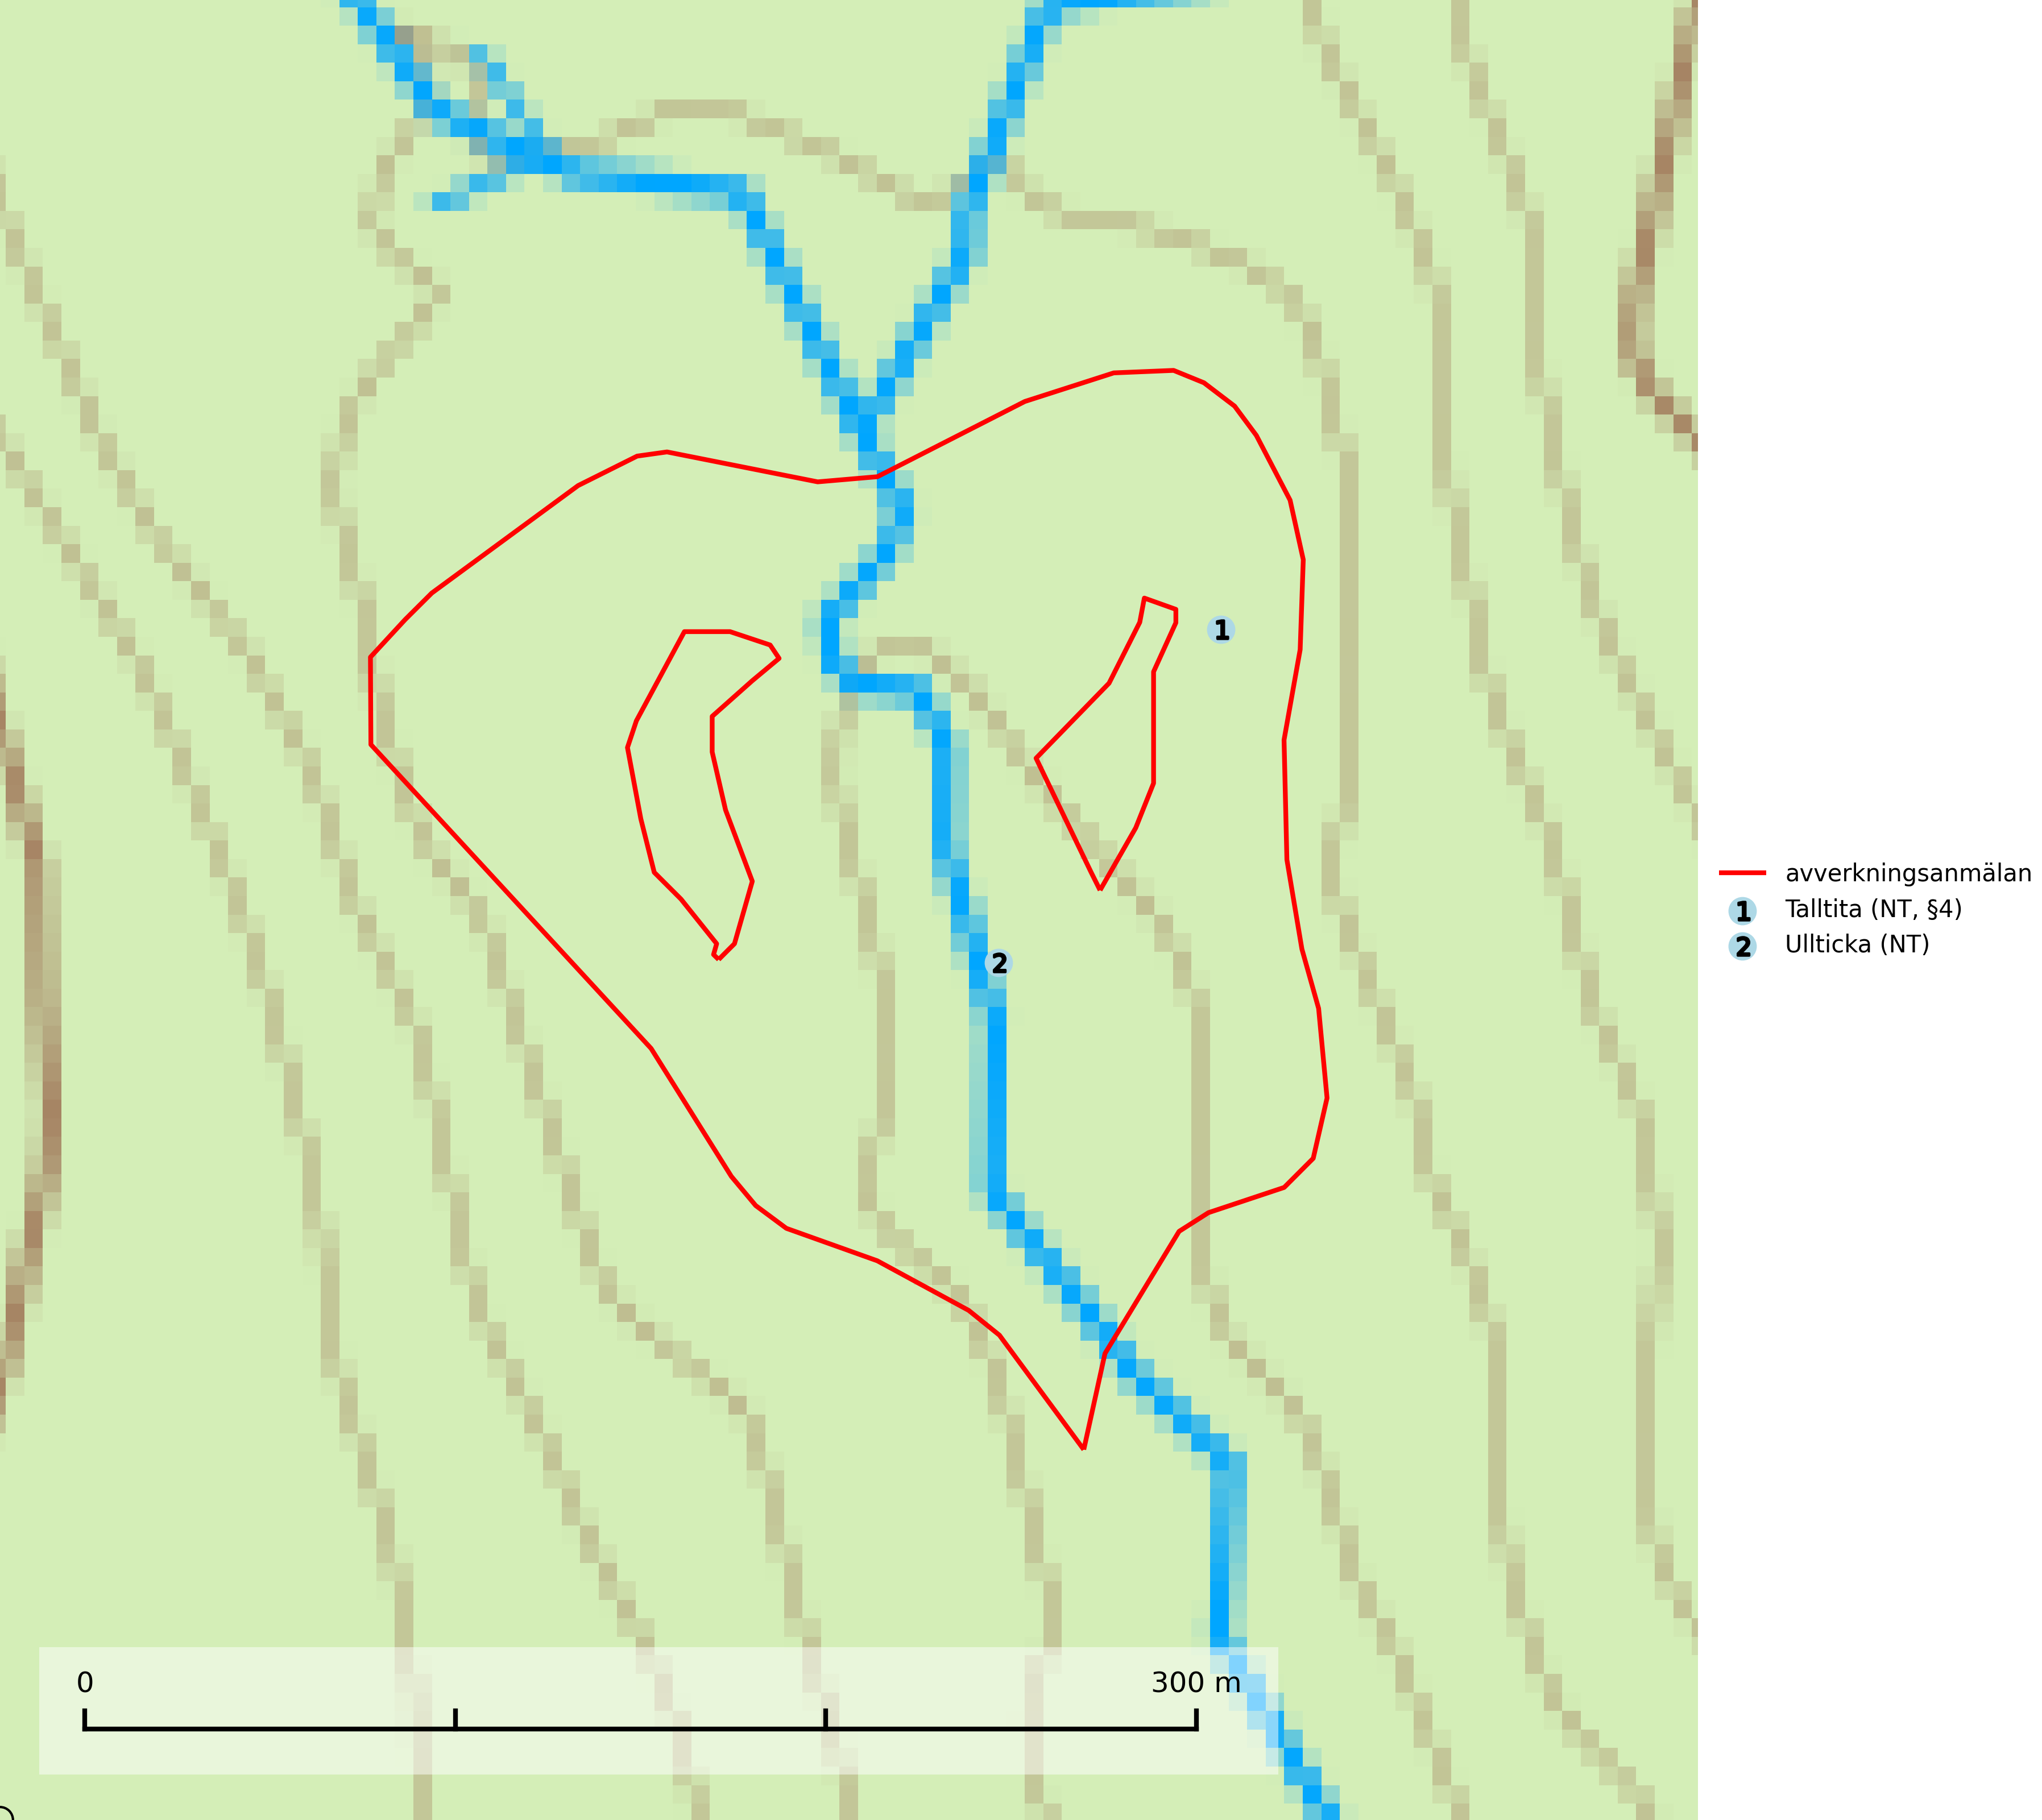 1
2
avverkningsanmälan
1 Talltita (NT, §4)
2 Ullticka (NT)
0 300 m